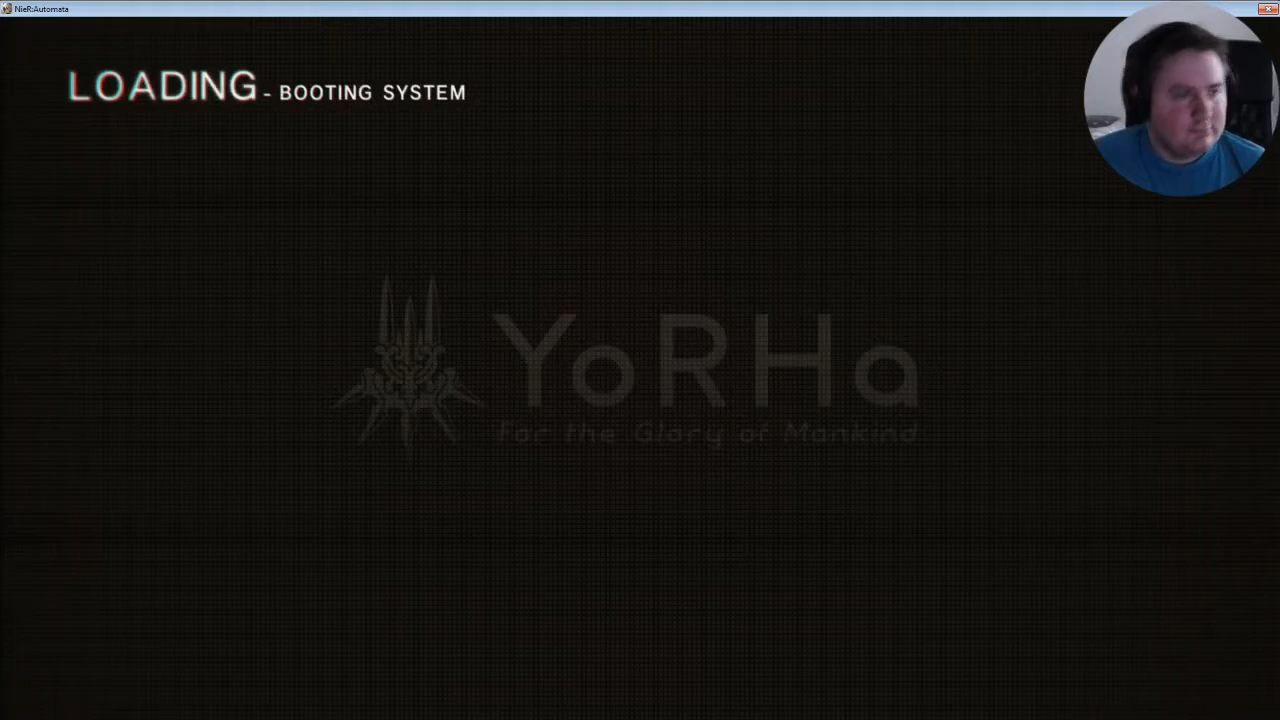 NieR:Automata
LOADING - BOOTING SYSTEM
YoRHa
For the Glory of Mankind